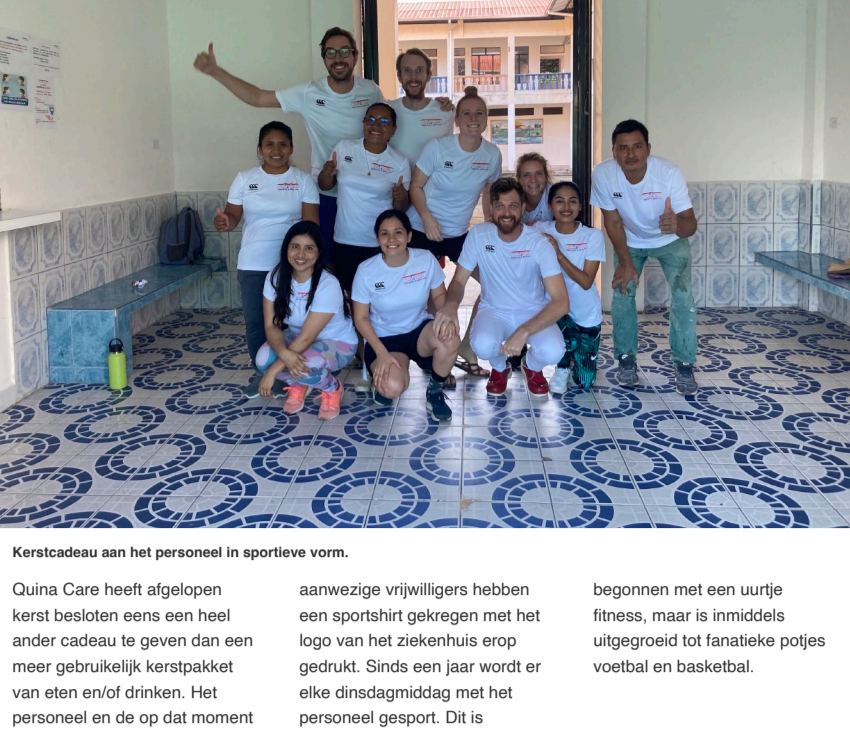 Kerstcadeau aan het personeel in sportieve vorm.
Quina Care heeft afgelopen
kerst besloten eens een heel
ander cadeau te geven dan een
meer gebruikelijk kerstpakket
van eten en/of drinken. Het
personeel en de op dat moment
aanwezige vrijwilligers hebben
een sportshirt gekregen met het
logo van het ziekenhuis erop
gedrukt. Sinds een jaar wordt er
elke dinsdagmiddag met het
personeel gesport. Dit is
begonnen met een uurtje
fitness, maar is inmiddels
uitgegroeid tot fanatieke potjes
voetbal en basketbal.